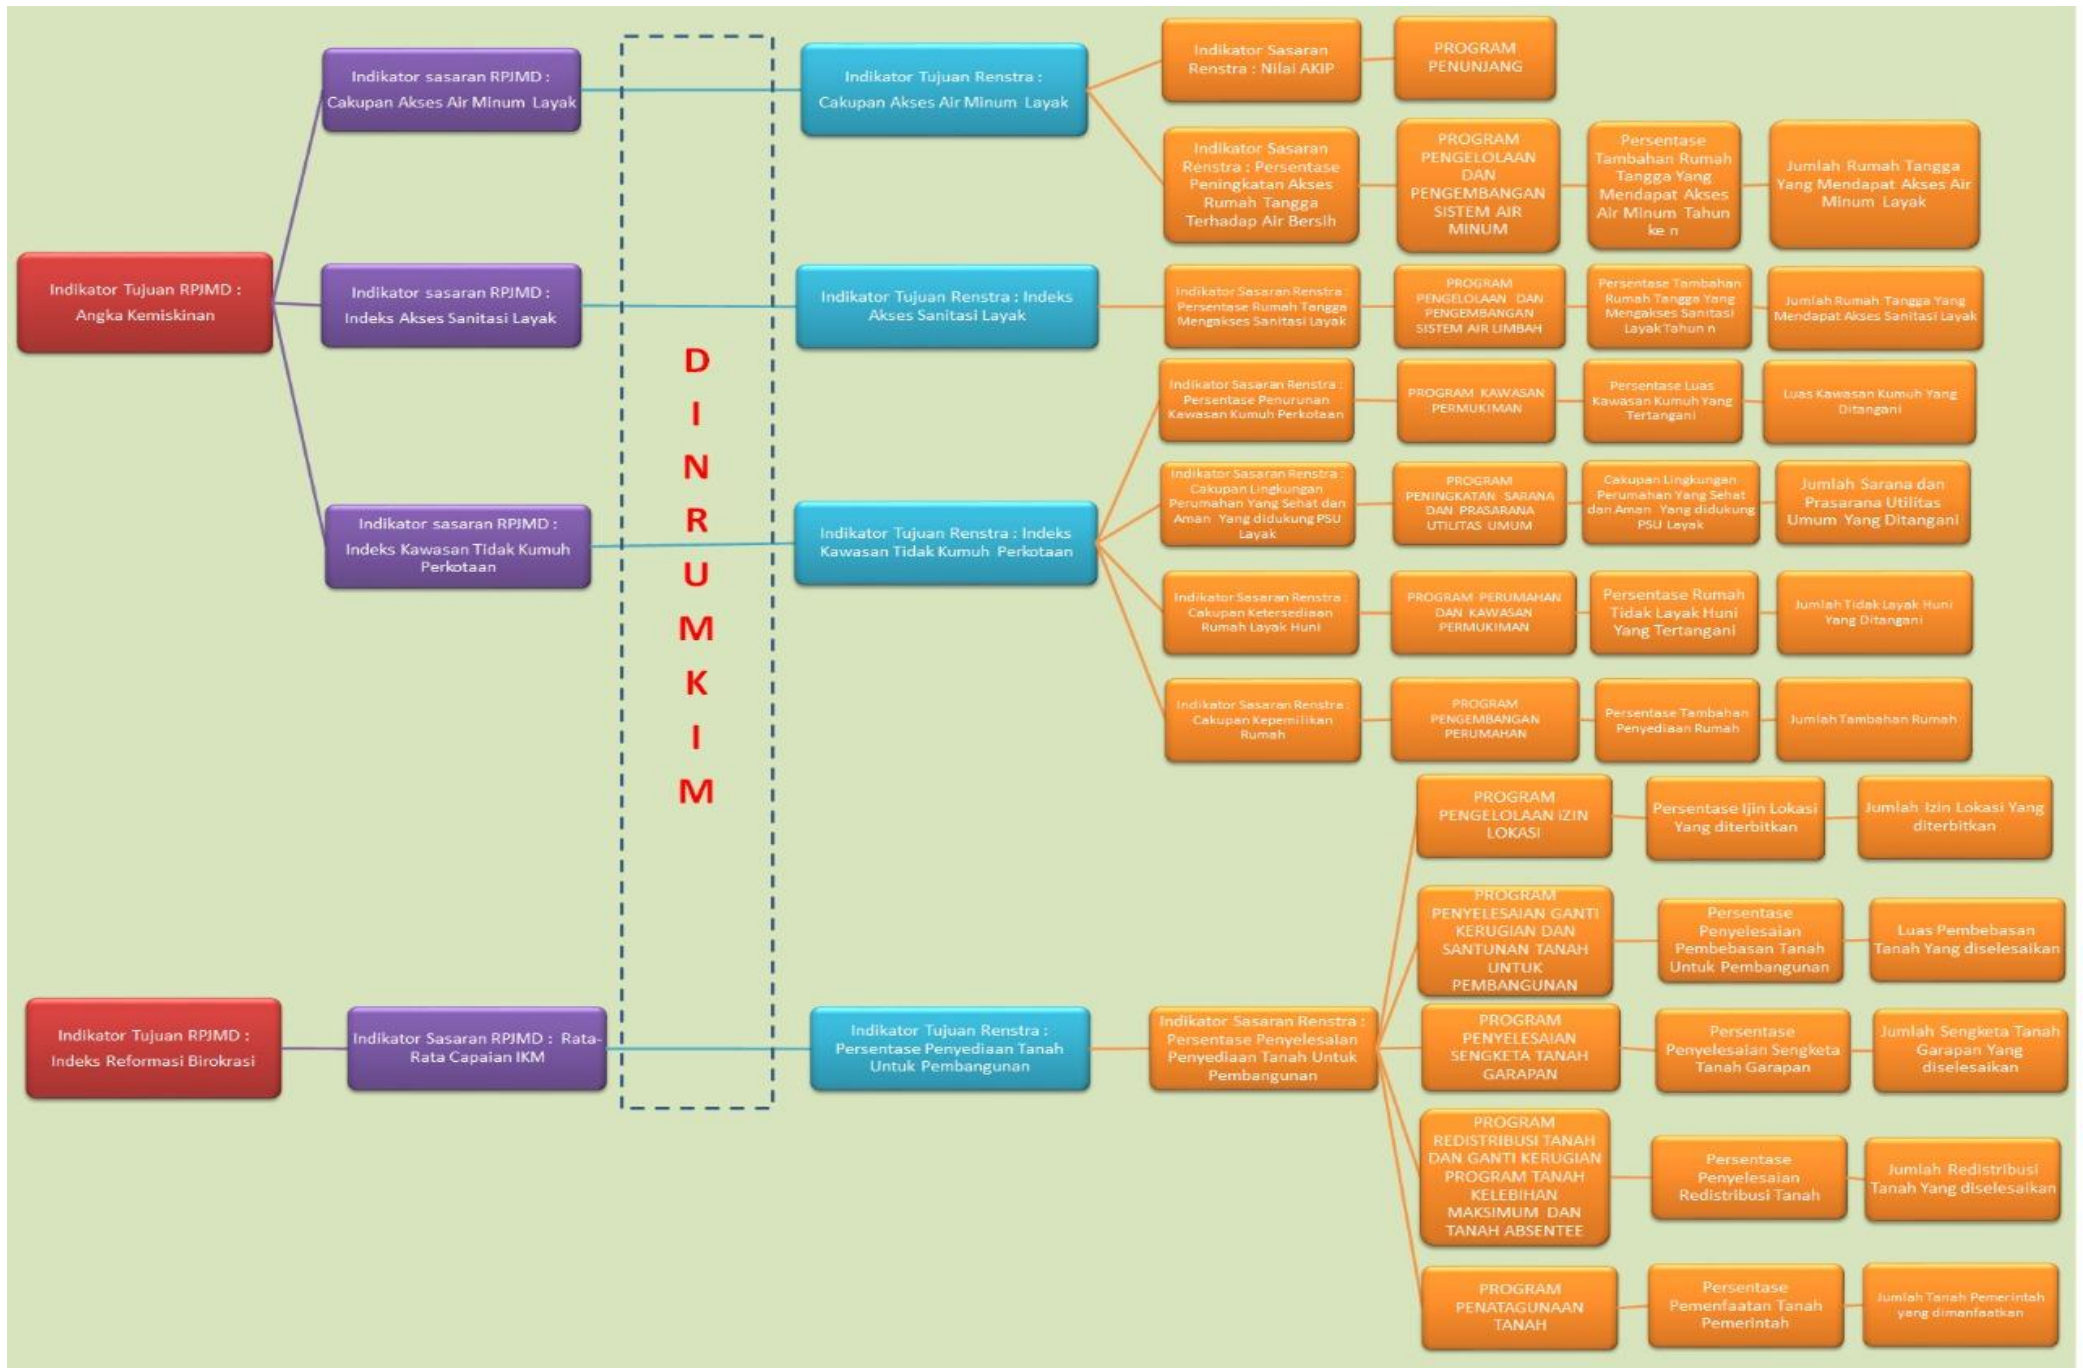 Indikator Tujuan RPJMD :
Angka Kemiskinan
Indikator sasaran RPJMD :
Cakupan Akses Air Minum Layak
Indikator Tujuan Renstra :
Cakupan Akses Air Minum Layak
Indikator Sasaran
Renstra : Nilai AKIP
PROGRAM
PENUNJANG
Indikator Sasaran
Renstra : Persentase
Peningkatan Akses
Rumah Tangga
Terhadap Air Bersih
PROGRAM
PENGELOLAAN
DAN
PENGEMBANGAN
SISTEM AIR
MINUM
Persentase
Tambahan Rumah
Tangga Yang
Mendapat Akses
Air Minum Tahun
ke n
Jumlah Rumah Tangga
Yang Mendapat Akses Air
Minum Layak
Indikator sasaran RPJMD :
Indeks Akses Sanitasi Layak
Indikator Tujuan Renstra : Indeks
Akses Sanitasi Layak
Indikator Sasaran Renstra :
Persentase Rumah Tangga
Mengakses Sanitasi Layak
PROGRAM
PENGELOLAAN DAN
PENGEMBANGAN
SISTEM AIR LIMBAH
Persentase Tambahan
Rumah Tangga Yang
Mengakses Sanitasi
Layak Tahun n
Jumlah Rumah Tangga Yang
Mendapat Akses Sanitasi Layak
Indikator sasaran RPJMD :
Indeks Kawasan Tidak Kumuh
Perkotaan
Indikator Tujuan Renstra : Indeks
Kawasan Tidak Kumuh Perkotaan
Indikator Sasaran Renstra :
Persentase Penurunan
Kawasan Kumuh Perkotaan
PROGRAM KAWASAN
PERMUKIMAN
Persentase Luas
Kawasan Kumuh Yang
Tertangani
Luas Kawasan Kumuh Yang
Ditangani
Indikator Sasaran Renstra :
Cakupan Lingkungan
Perumahan Yang Sehat dan
Aman Yang didukung PSU
Layak
PROGRAM
PENINGKATAN SARANA
DAN PRASARANA
UTILITAS UMUM
Cakupan Lingkungan
Perumahan Yang Sehat
dan Aman Yang didukung
PSU Layak
Jumlah Sarana dan
Prasarana Utilitas
Umum Yang Ditangani
Indikator Sasaran Renstra :
Cakupan Ketersediaan
Rumah Layak Huni
PROGRAM PERUMAHAN
DAN KAWASAN
PERMUKIMAN
Persentase Rumah
Tidak Layak Huni
Yang Tertangani
Jumlah Tidak Layak Huni
Yang Ditangani
Indikator Sasaran Renstra :
Cakupan Kepemilikan
Rumah
PROGRAM
PENGEMBANGAN
PERUMAHAN
Persentase Tambahan
Penyediaan Rumah
Jumlah Tambahan Rumah
D
I
N
R
U
M
K
I
M
Indikator Tujuan RPJMD :
Indeks Reformasi Birokrasi
Indikator Sasaran RPJMD : Rata-
Rata Capaian IKM
Indikator Tujuan Renstra :
Persentase Penyediaan Tanah
Untuk Pembangunan
Indikator Sasaran Renstra :
Persentase Penyelesaian
Penyediaan Tanah Untuk
Pembangunan
PROGRAM
PENGELOLAAN IZIN
LOKASI
Persentase Ijin Lokasi
Yang diterbitkan
Jumlah Izin Lokasi Yang
diterbitkan
PROGRAM
PENYELESAIAN GANTI
KERUGIAN DAN
SANTUNAN TANAH
UNTUK
PEMBANGUNAN
Persentase
Penyelesaian
Pembebasan Tanah
Untuk Pembangunan
Luas Pembebasan
Tanah Yang diselesaikan
PROGRAM
PENYELESAIAN
SENGKETA TANAH
GARAPAN
Persentase
Penyelesaian Sengketa
Tanah Garapan
Jumlah Sengketa Tanah
Garapan Yang
diselesaikan
PROGRAM
REDISTRIBUSI TANAH
DAN GANTI KERUGIAN
PROGRAM TANAH
KELEBIHAN
MAKSIMUM DAN
TANAH ABSENTEE
Persentase
Penyelesaian
Redistribusi Tanah
Jumlah Redistribusi
Tanah Yang diselesaikan
PROGRAM
PENATAGUNAAN
TANAH
Persentase
Pemenfaatan Tanah
Pemerintah
Jumlah Tanah Pemerintah
yang dimanfaatkan